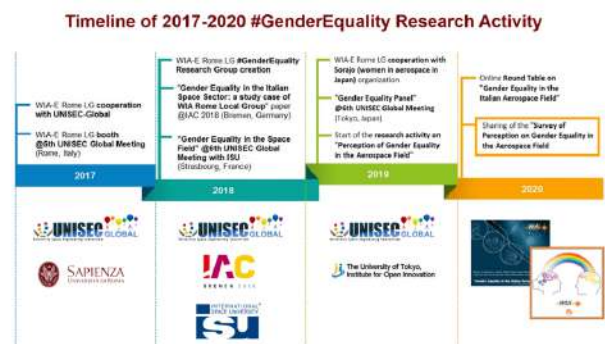 Timeline of 2017-2020 #GenderEquality Research Activity
WIA-E Rome LG cooperation
with UNISEC-Global
WIA-E Rome LG booth
@5th UNISEC Global Meeting
(Rome, Italy)
2017
WIA-E Rome LG #GenderEquality
Research Group creation
"Gender Equality in the Italian
Space Sector: a study case of
WIA Rome Local Group" paper
@IAC 2018 (Bremen, Germany)
"Gender Equality in the Space
Field" @6th UNISEC Global
Meeting with ISU
(Strasbourg, France)
2018
WIA-E Rome LG cooperation with
Sorajo (women in aerospace in
Japan) organization
"Gender Equality Panel"
@6th UNISEC Global Meeting
(Tokyo, Japan)
Start of the research activity on
"Perception of Gender Equality
in the Aerospace Field"
2019
Online Round Table on
"Gender Equality in the
Italian Aerospace Field"
Sharing of the "Survey of
Perception on Gender Equality in
the Aerospace Field
2020
UNISEC
GLOBAL
SAPIENZA
UNIVERSITÀ DI ROMA
UNISEC
GLOBAL
IAC
BREMEN 2018
INTERNATIONAL
SPACE UNIVERSITY
ISU
UNISEC
GLOBAL
The University of Tokyo,
Institute for Open Innovation